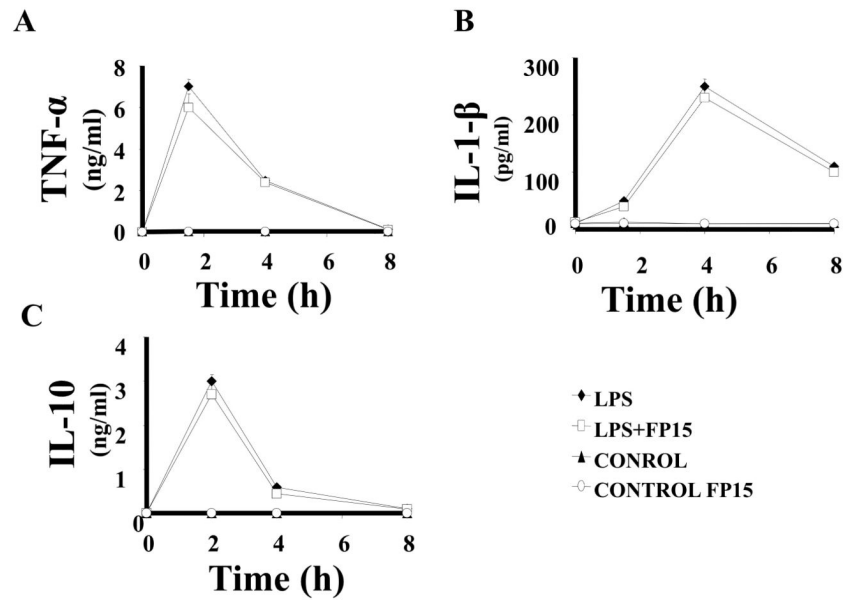 A
TNF-α
(ng/ml)
8
6
4
2
0
0 2 4 6 8
Time (h)
B
IL-1-β
(pg/ml)
300
200
100
0
0 2 4 6 8
Time (h)
C
IL-10
(ng/ml)
4
3
2
1
0
0 2 4 6 8
Time (h)
LPS
LPS+FP15
CONROL
CONTROL FP15